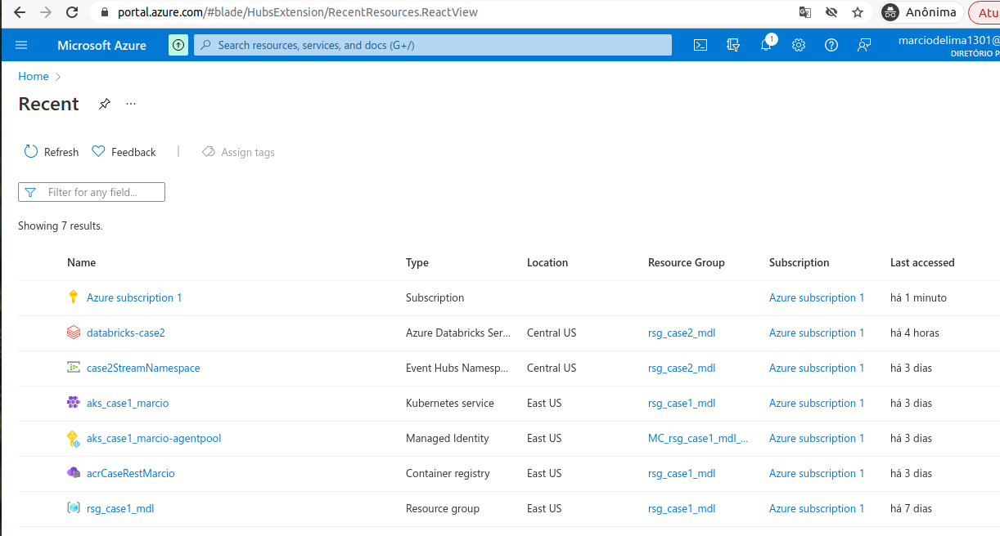 portal.azure.com/#blade/HubsExtension/RecentResources.ReactView Anônima Atu
Microsoft Azure Search resources, services, and docs (G+/) 1 marciodelima1301@
DIRETÓRIO P
Home >
Recent ...
Refresh Feedback | Assign tags
Filter for any field...
Showing 7 results.
Name Type Location Resource Group Subscription Last accessed
Azure subscription 1 Subscription Azure subscription 1 há 1 minuto
databricks-case2 Azure Databricks Ser... Central US rsg_case2_mdl Azure subscription 1 há 4 horas
case2StreamNamespace Event Hubs Namesp... Central US rsg_case2_mdl Azure subscription 1 há 3 dias
aks_case1_marcio Kubernetes service East US rsg_case1_mdl Azure subscription 1 há 3 dias
aks_case1_marcio-agentpool Managed Identity East US MC_rsg_case1_mdl_... Azure subscription 1 há 3 dias
acrCaseRestMarcio Container registry East US rsg_case1_mdl Azure subscription 1 há 3 dias
rsg_case1_mdl Resource group East US rsg_case1_mdl Azure subscription 1 há 7 dias